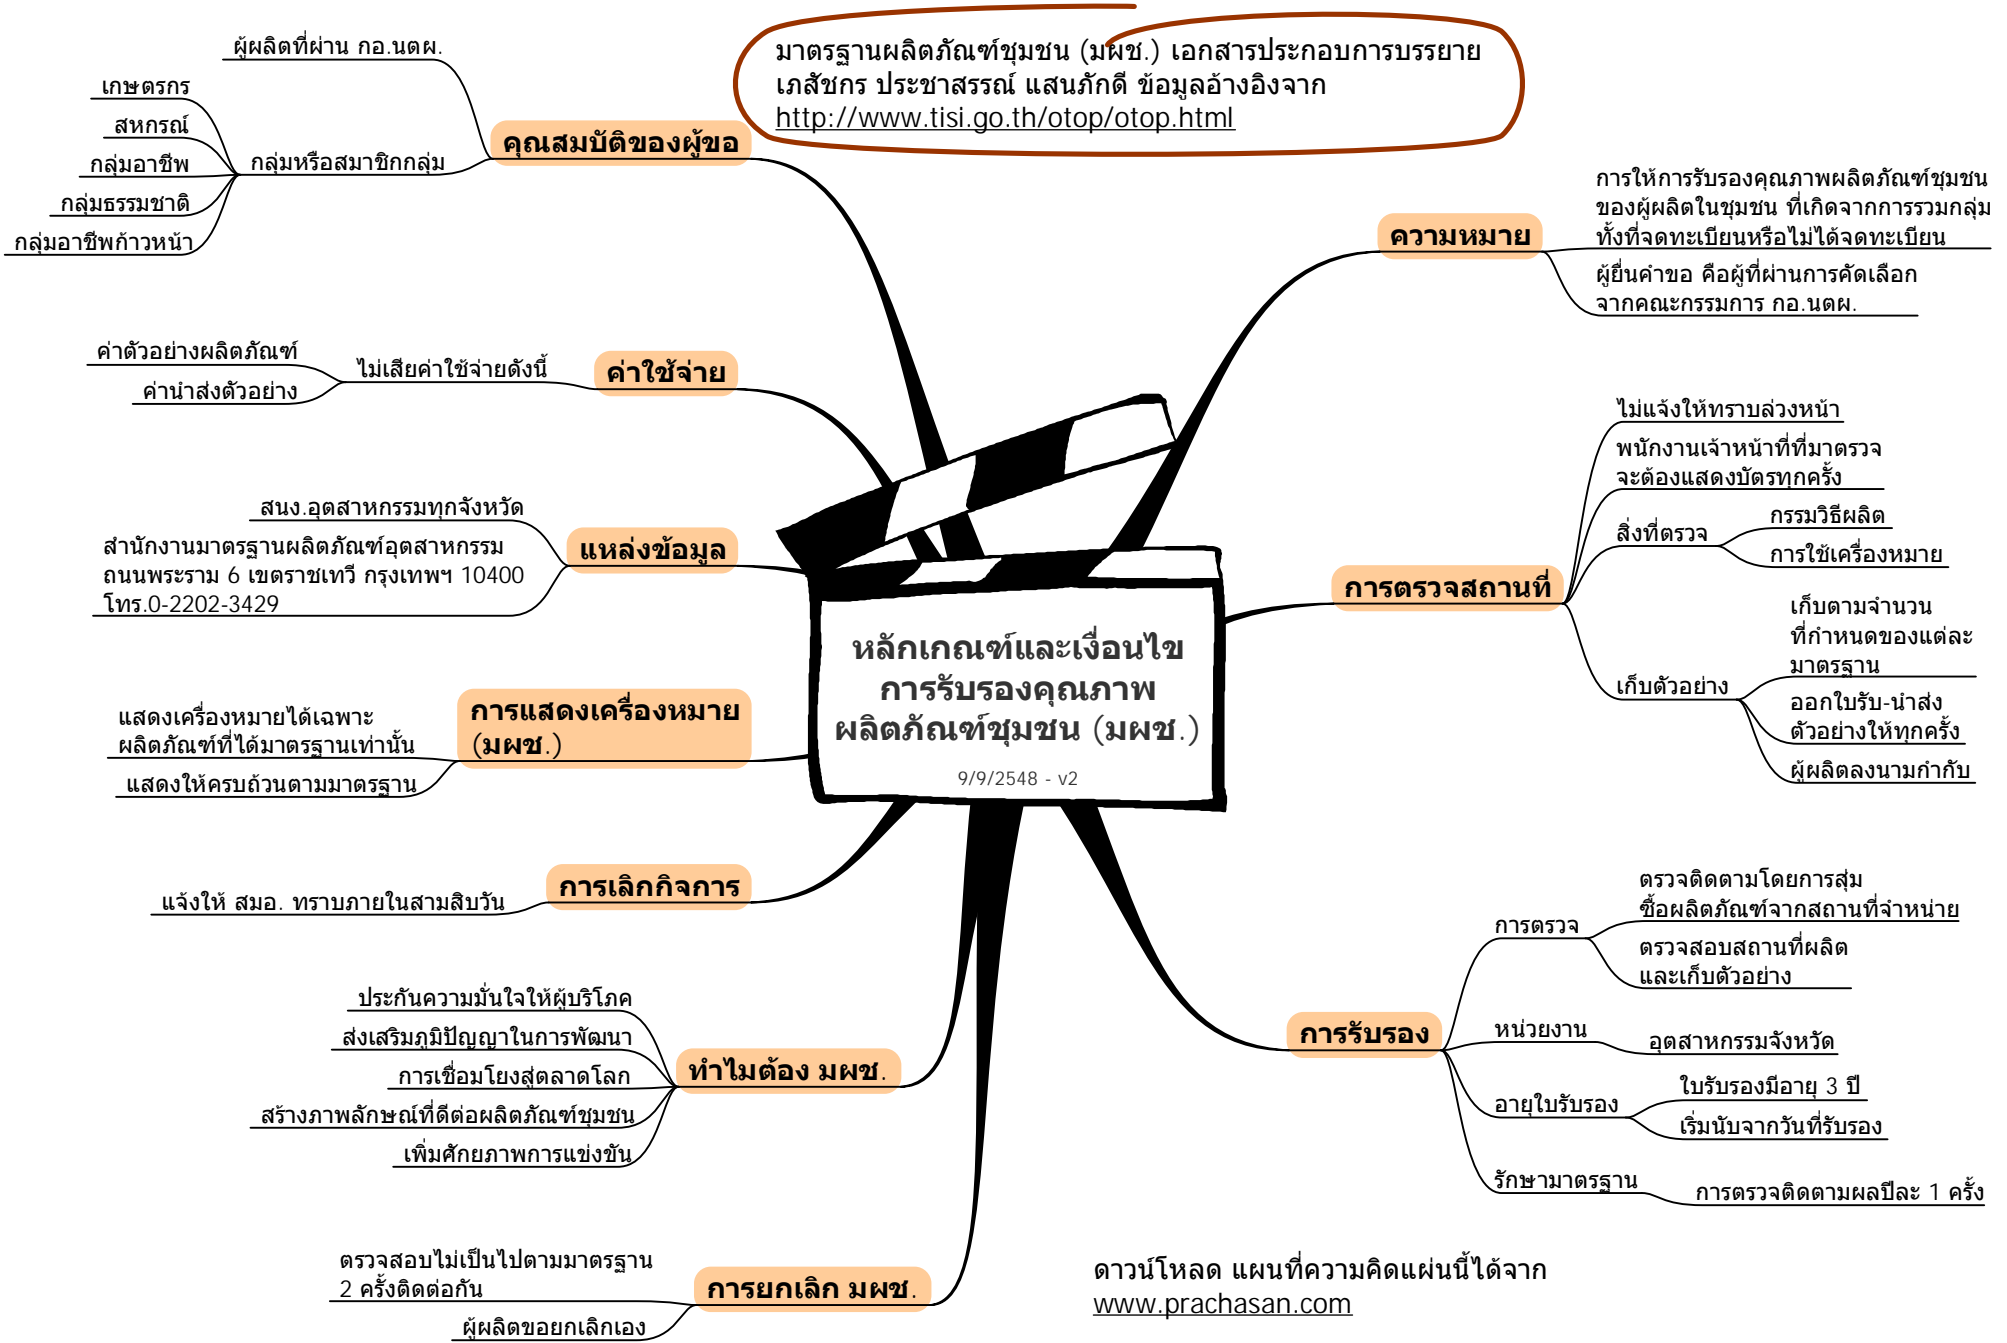 มาตรฐานผลิตภัณฑ์ชุมชน (มผช.) เอกสารประกอบการบรรยาย
เภสัชกร ประชาสรรณ์ แสนภักดี ข้อมูลอ้างอิงจาก
http://www.tisi.go.th/otop/otop.html
หลักเกณฑ์และเงื่อนไข
การรับรองคุณภาพ
ผลิตภัณฑ์ชุมชน (มผช.)
9/9/2548 - v2
ความหมาย
การให้การรับรองคุณภาพผลิตภัณฑ์ชุมชน
ของผู้ผลิตในชุมชน ที่เกิดจากการรวมกลุ่ม
ทั้งที่จดทะเบียนหรือไม่ได้จดทะเบียน
ผู้ยื่นคำขอ คือผู้ที่ผ่านการคัดเลือก
จากคณะกรรมการ กอ.นตผ.
การตรวจสถานที่
ไม่แจ้งให้ทราบล่วงหน้า
พนักงานเจ้าหน้าที่ที่มาตรวจ
จะต้องแสดงบัตรทุกครั้ง
สิ่งที่ตรวจ
กรรมวิธีผลิต
การใช้เครื่องหมาย
เก็บตัวอย่าง
เก็บตามจำนวน
ที่กำหนดของแต่ละ
มาตรฐาน
ออกใบรับ-นำส่ง
ตัวอย่างให้ทุกครั้ง
ผู้ผลิตลงนามกำกับ
การรับรอง
การตรวจ
ตรวจติดตามโดยการสุ่ม
ซื้อผลิตภัณฑ์จากสถานที่จำหน่าย
ตรวจสอบสถานที่ผลิต
และเก็บตัวอย่าง
หน่วยงาน
อุตสาหกรรมจังหวัด
อายุใบรับรอง
ใบรับรองมีอายุ 3 ปี
เริ่มนับจากวันที่รับรอง
รักษามาตรฐาน
การตรวจติดตามผลปีละ 1 ครั้ง
คุณสมบัติของผู้ขอ
ผู้ผลิตที่ผ่าน กอ.นตผ.
กลุ่มหรือสมาชิกกลุ่ม
เกษตรกร
สหกรณ์
กลุ่มอาชีพ
กลุ่มธรรมชาติ
กลุ่มอาชีพก้าวหน้า
ค่าใช้จ่าย
ไม่เสียค่าใช้จ่ายดังนี้
ค่าตัวอย่างผลิตภัณฑ์
ค่านำส่งตัวอย่าง
แหล่งข้อมูล
สนง.อุตสาหกรรมทุกจังหวัด
สำนักงานมาตรฐานผลิตภัณฑ์อุตสาหกรรม
ถนนพระราม 6 เขตราชเทวี กรุงเทพฯ 10400
โทร.0-2202-3429
การแสดงเครื่องหมาย
(มผช.)
แสดงเครื่องหมายได้เฉพาะ
ผลิตภัณฑ์ที่ได้มาตรฐานเท่านั้น
แสดงให้ครบถ้วนตามมาตรฐาน
การเลิกกิจการ
แจ้งให้ สมอ. ทราบภายในสามสิบวัน
ทำไมต้อง มผช.
ประกันความมั่นใจให้ผู้บริโภค
ส่งเสริมภูมิปัญญาในการพัฒนา
การเชื่อมโยงสู่ตลาดโลก
สร้างภาพลักษณ์ที่ดีต่อผลิตภัณฑ์ชุมชน
เพิ่มศักยภาพการแข่งขัน
การยกเลิก มผช.
ตรวจสอบไม่เป็นไปตามมาตรฐาน
2 ครั้งติดต่อกัน
ผู้ผลิตขอยกเลิกเอง
ดาวน์โหลด แผนที่ความคิดแผ่นนี้ได้จาก
www.prachasan.com